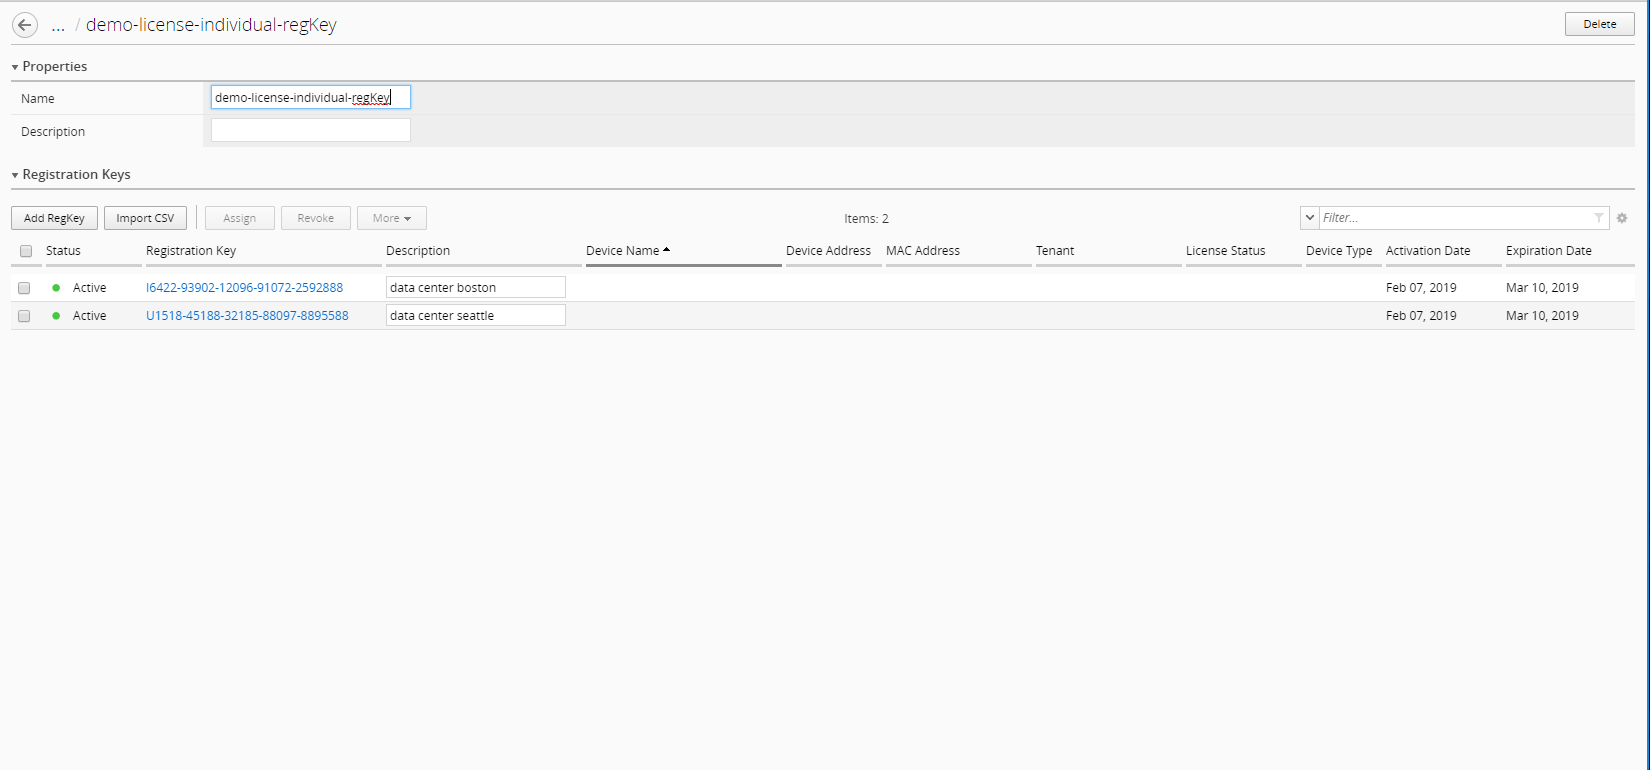 ... / demo-license-individual-regKey Delete
Properties
Name demo-license-individual-regKey
Description
Registration Keys
Add RegKey Import CSV Assign Revoke More Items: 2 Filter...
Status Registration Key Description Device Name Device Address MAC Address Tenant License Status Device Type Activation Date Expiration Date
Active I6422-93902-12096-91072-2592888 data center boston Feb 07, 2019 Mar 10, 2019
Active U1518-45188-32185-88097-8895588 data center seattle Feb 07, 2019 Mar 10, 2019